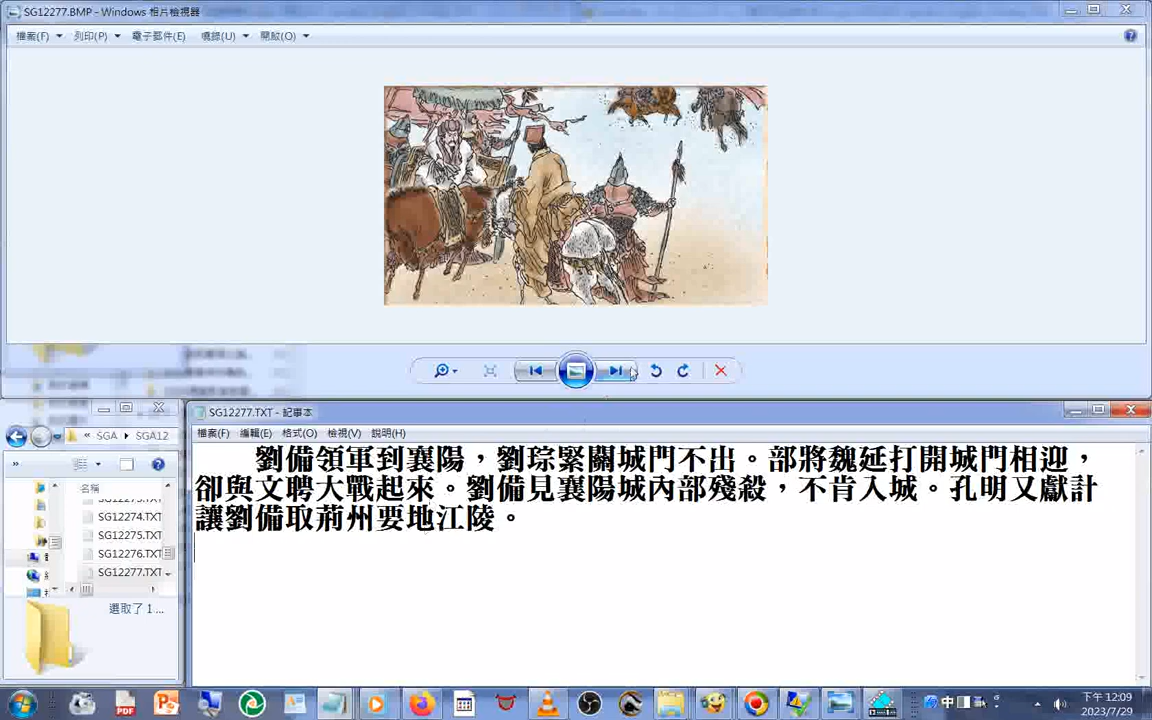 SG12277.BMP - Windows 相片檢視器
檔案(F) 列印(P) 電子郵件(E) 燒錄(U) 開啟(O)
SGA SGA12
名稱
SG12274.TXT
SG12275.TXT
SG12276.TXT
SG12277.TXT
選取了 1 ...
SG12277.TXT - 記事本
檔案(F) 編輯(E) 格式(O) 檢視(V) 說明(H)
劉備領軍到襄陽，劉琮緊關城門不出。部將魏延打開城門相迎，
卻與文聘大戰起來。劉備見襄陽城內部殘殺，不肯入城。孔明又獻計
讓劉備取荊州要地江陵。
中
下午 12:09
2023/7/29